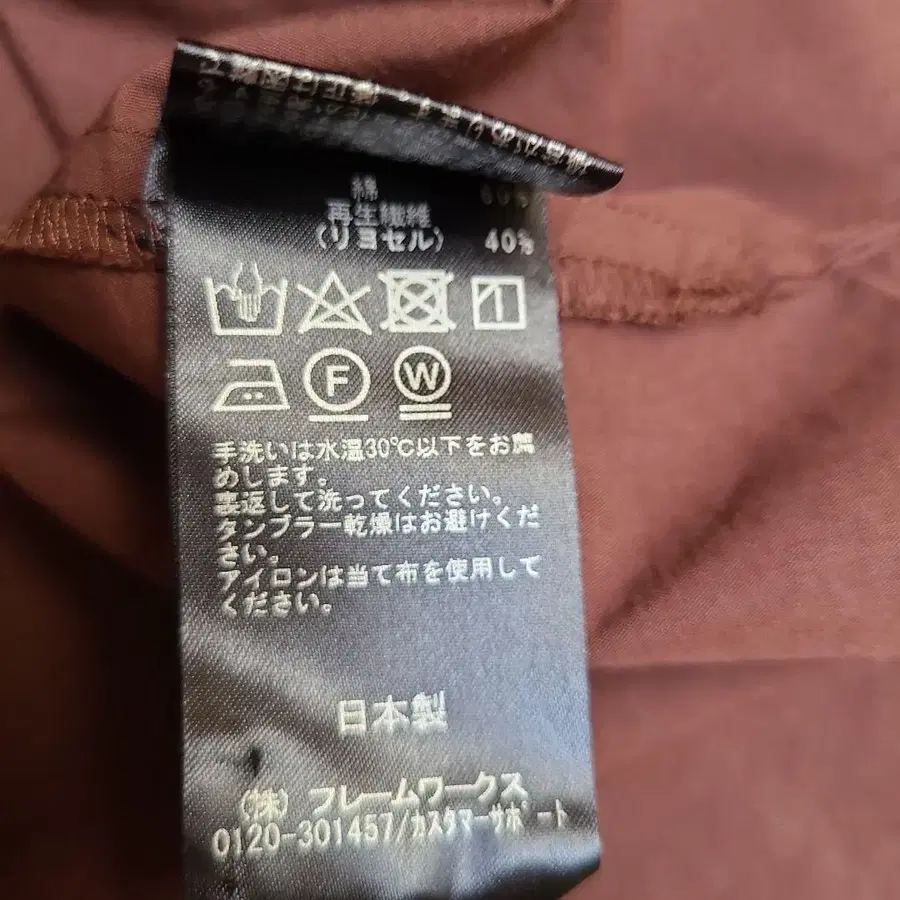 綿 60%
再生繊維
(リヨセル) 40%
F W
手洗いは水温30℃以下をお薦
めします。
裏返して洗ってください。
タンブラー乾燥はお避けくだ
さい。
アイロンは当て布を使用して
ください。
日本製
(株) フレームワークス
0120-301457/カスタマーサポート